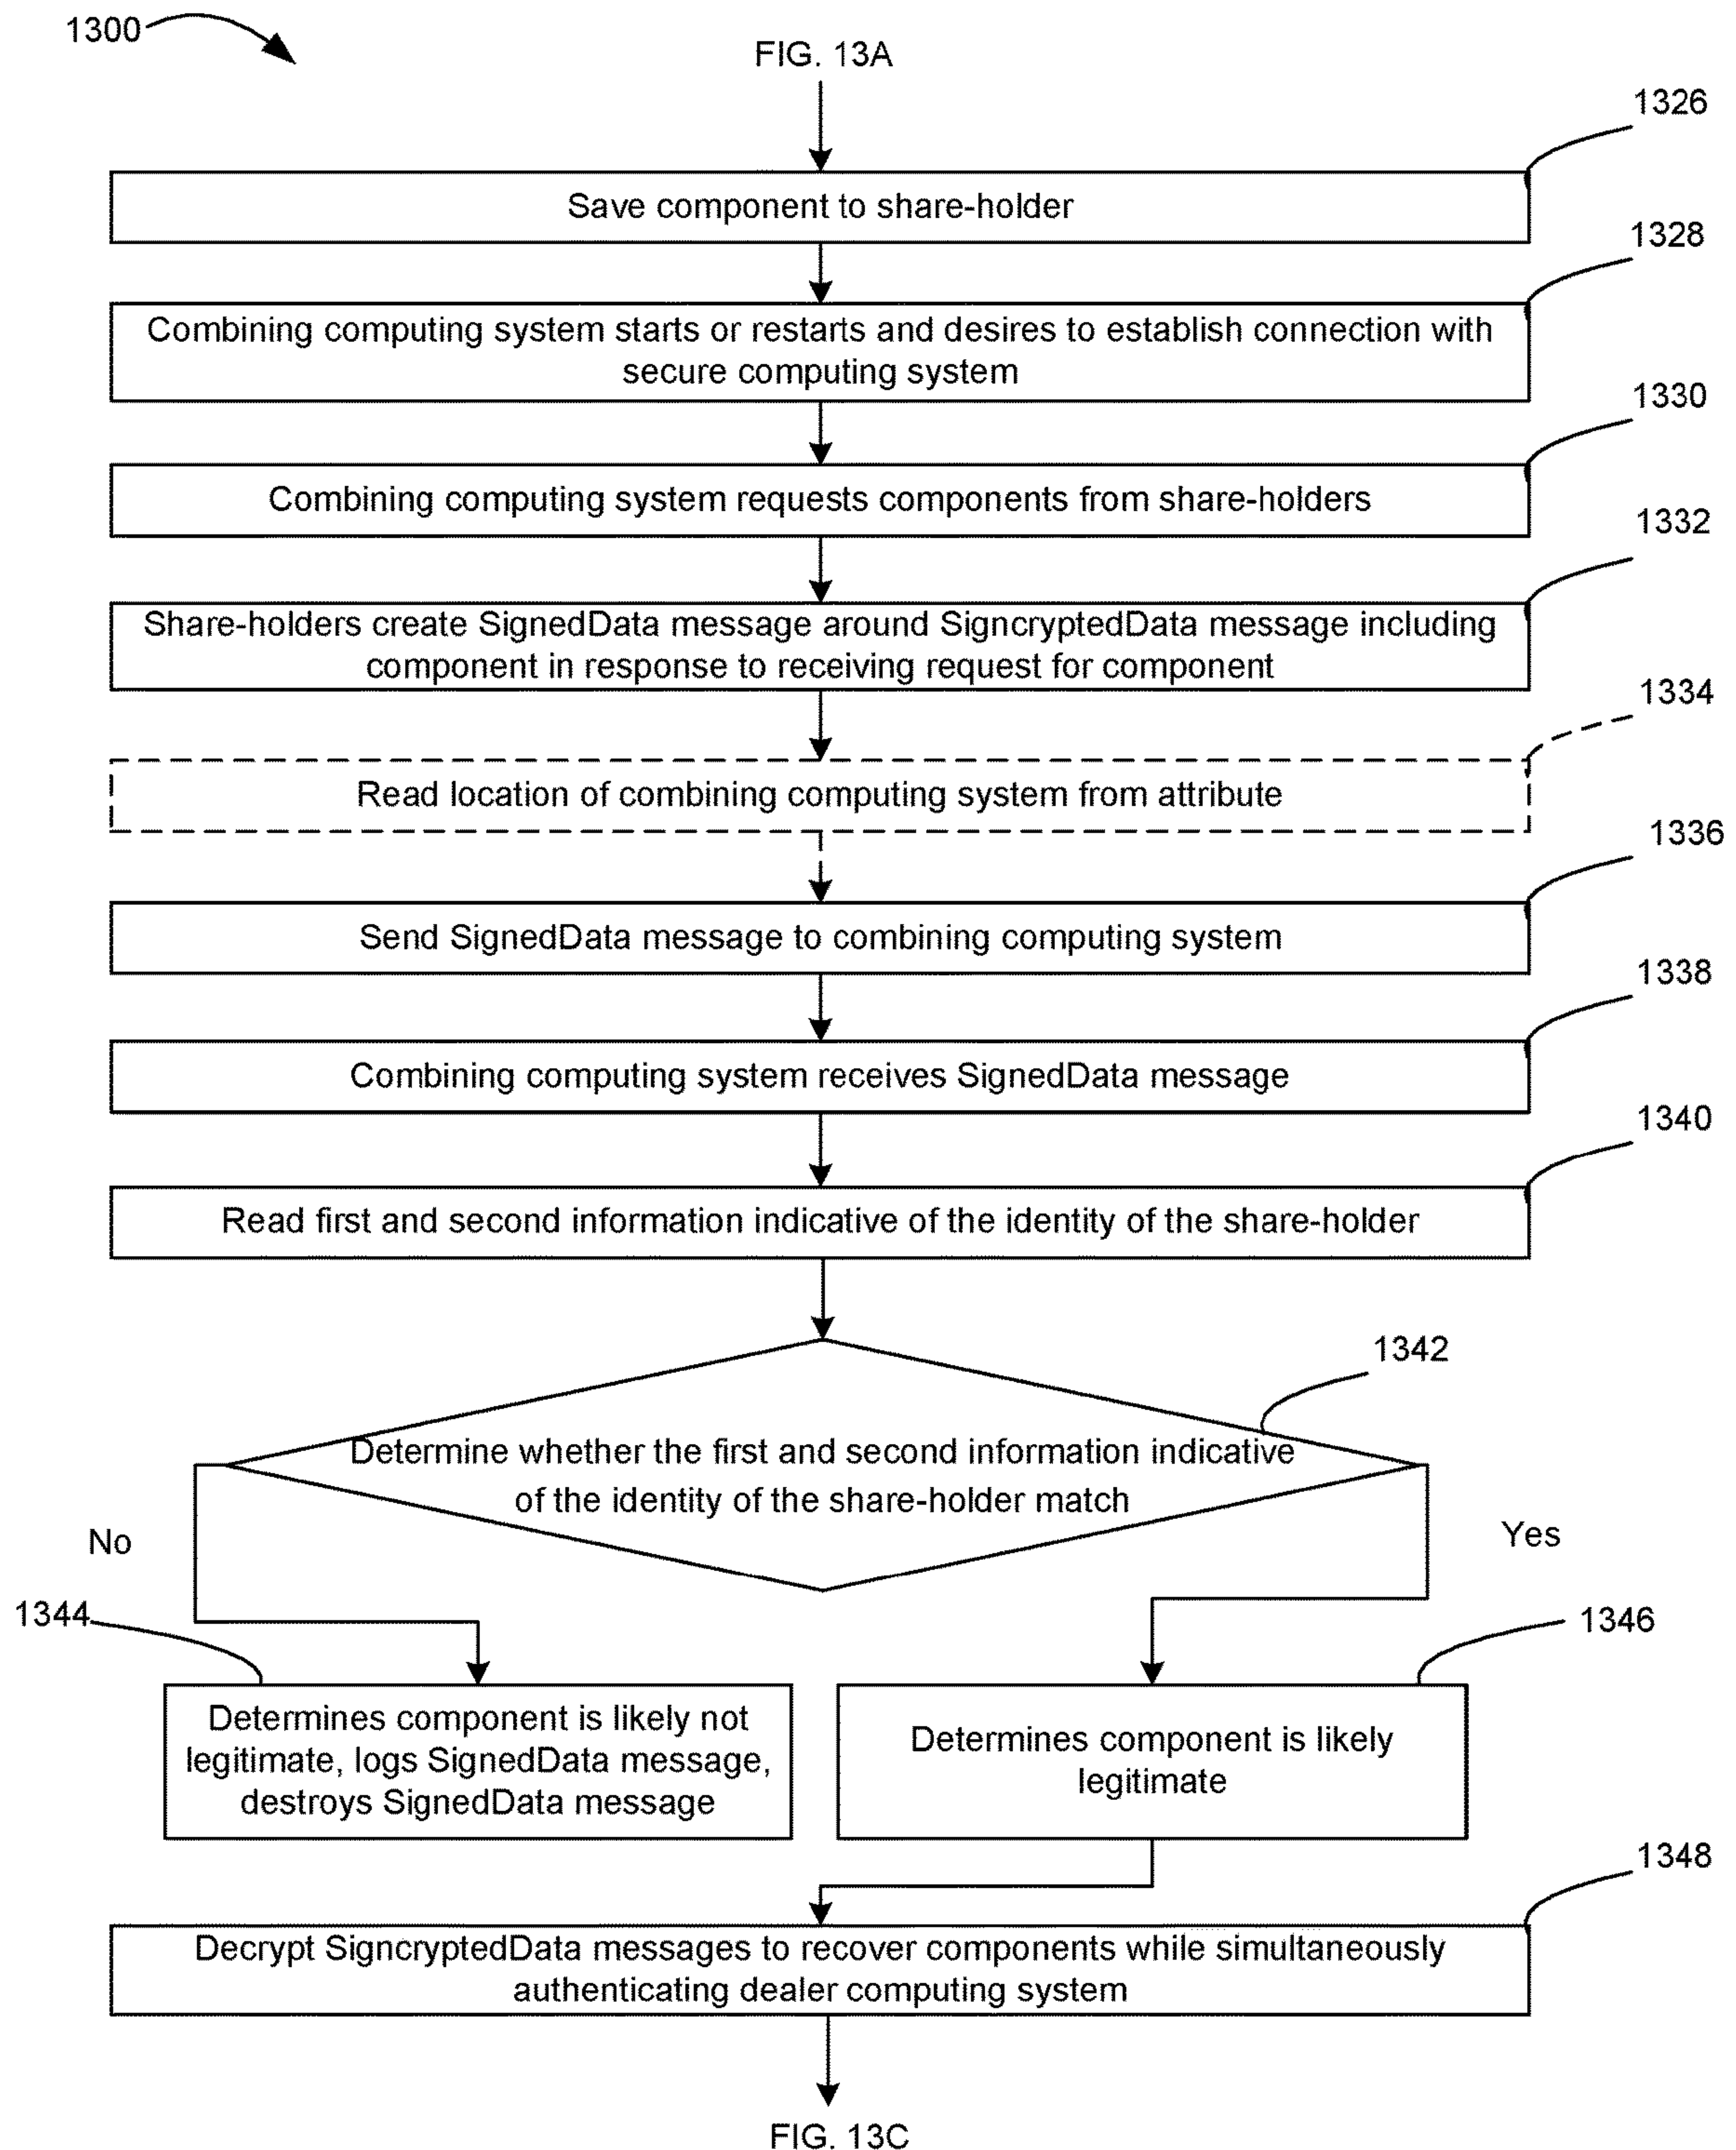 1300
FIG. 13A
1326
Save component to share-holder
1328
Combining computing system starts or restarts and desires to establish connection with
secure computing system
1330
Combining computing system requests components from share-holders
1332
Share-holders create SignedData message around SigncryptedData message including
component in response to receiving request for component
1334
Read location of combining computing system from attribute
1336
Send SignedData message to combining computing system
1338
Combining computing system receives SignedData message
1340
Read first and second information indicative of the identity of the share-holder
1342
Determine whether the first and second information indicative
of the identity of the share-holder match
No
Yes
1344
1346
Determines component is likely not
legitimate, logs SignedData message,
destroys SignedData message
Determines component is likely
legitimate
1348
Decrypt SigncryptedData messages to recover components while simultaneously
authenticating dealer computing system
FIG. 13C